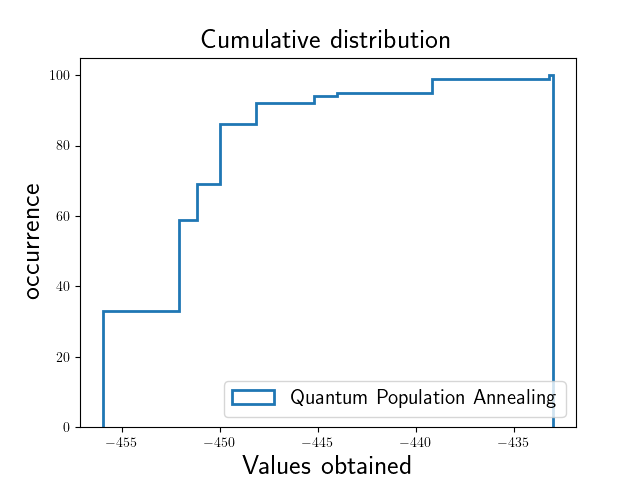 Cumulative distribution
100
80
60
40
20
0
occurrence
Quantum Population Annealing
−455 −450 −445 −440 −435
Values obtained